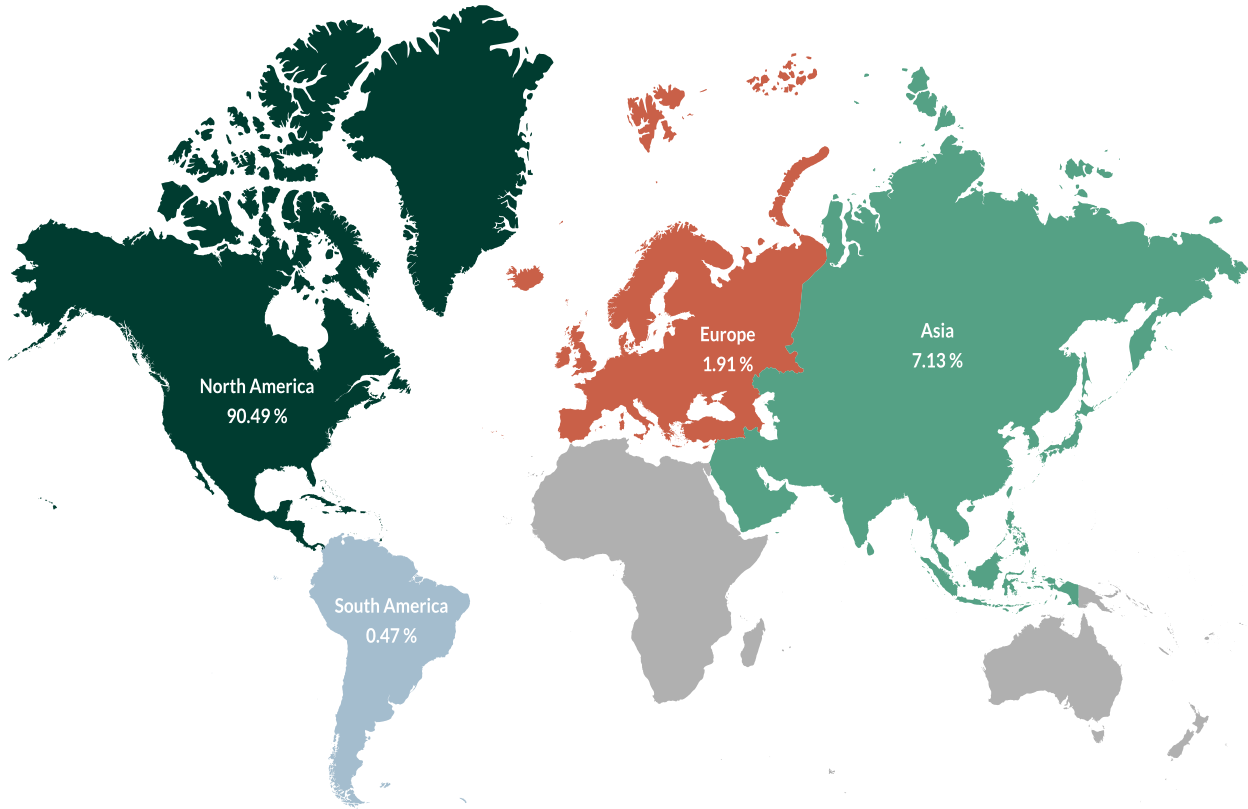 North America
90.49 %
Europe
1.91 %
Asia
7.13 %
South America
0.47 %